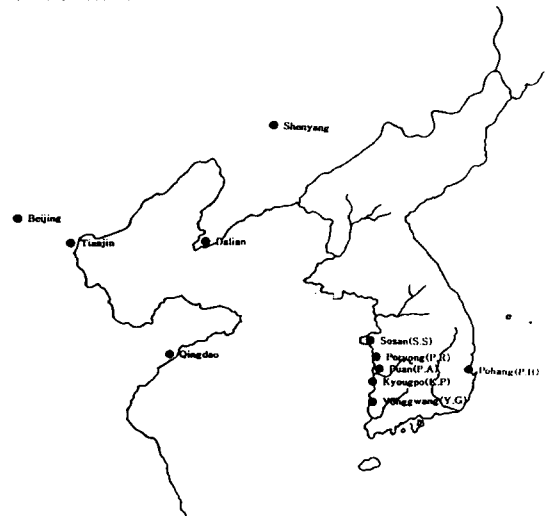 Shenyang
Beijing
Tianjin
Dalian
Sosan(S.S)
Qingdao
Poryong(P.R)
Puan(P.A)
Pohang(P.H)
Kyougpo(K.P)
Yonggwang(Y.G)